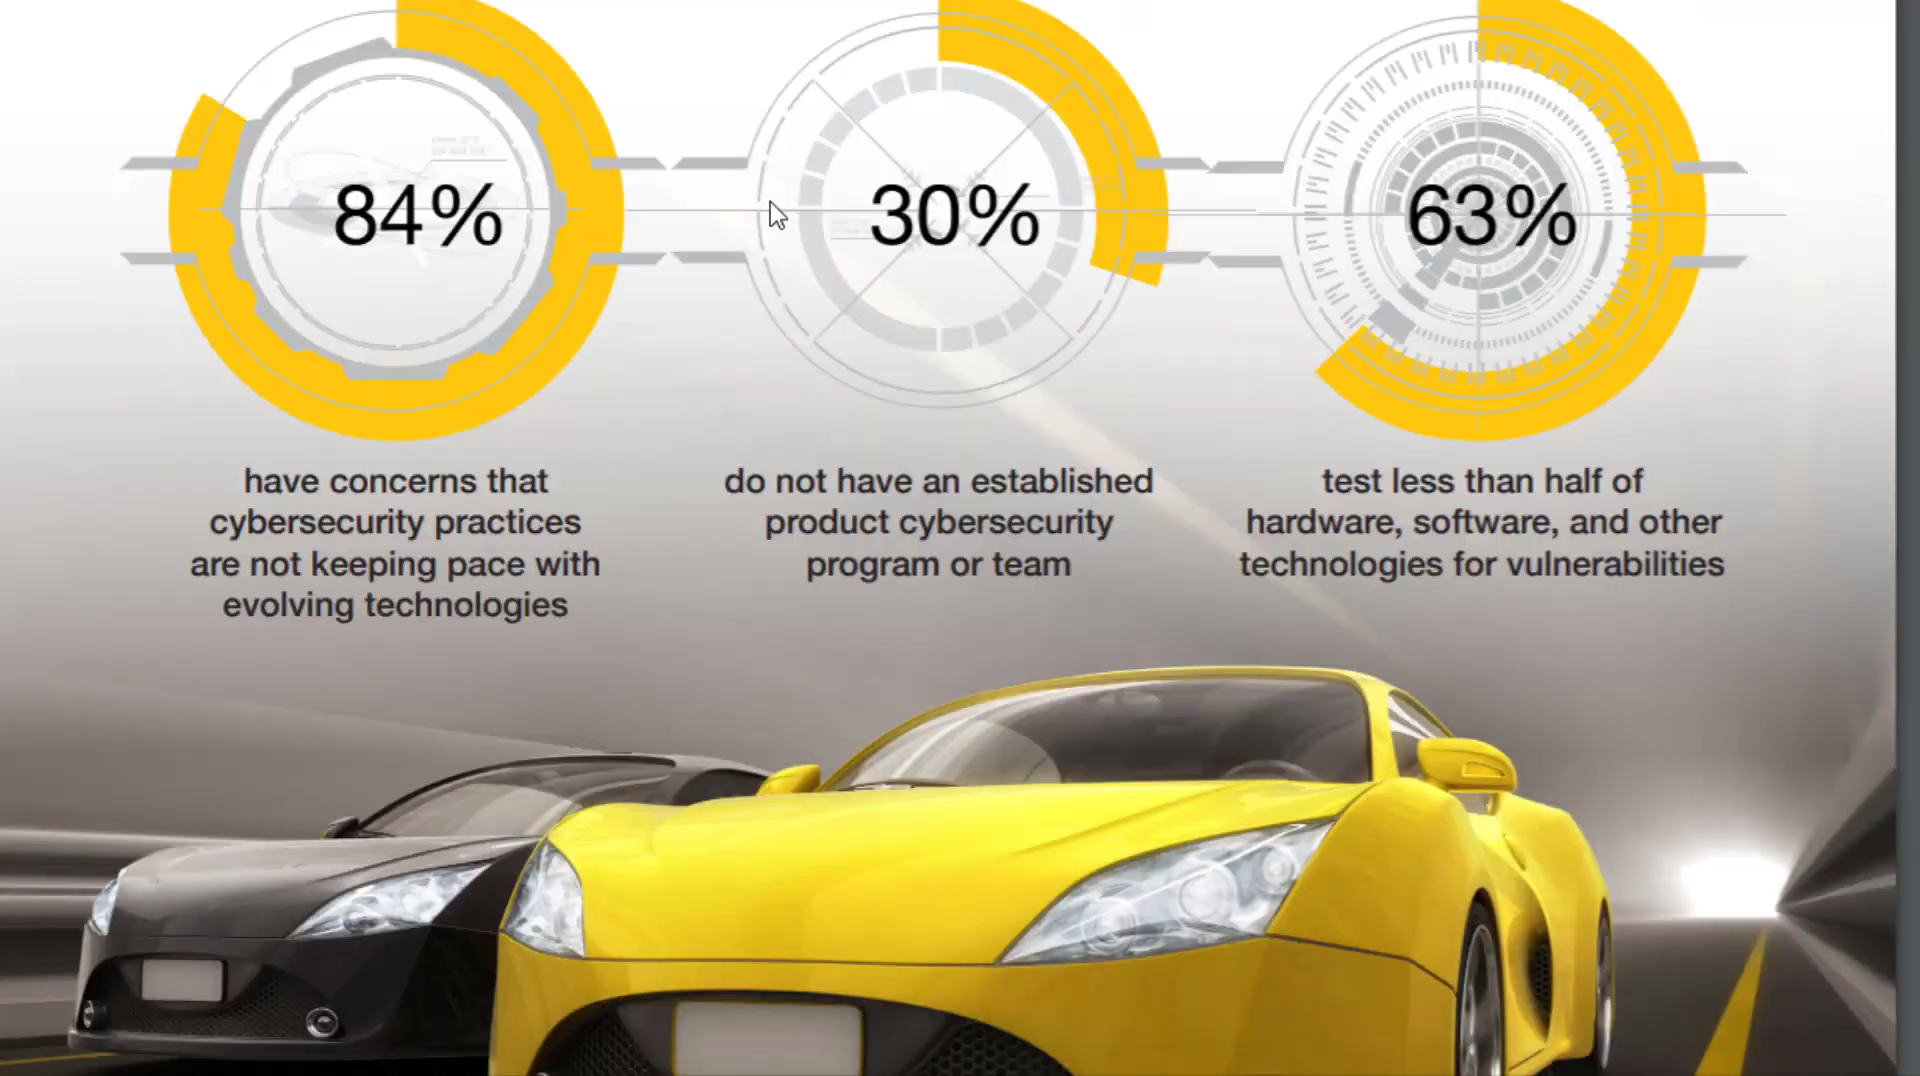 84%
30%
63%
have concerns that
cybersecurity practices
are not keeping pace with
evolving technologies
do not have an established
product cybersecurity
program or team
test less than half of
hardware, software, and other
technologies for vulnerabilities